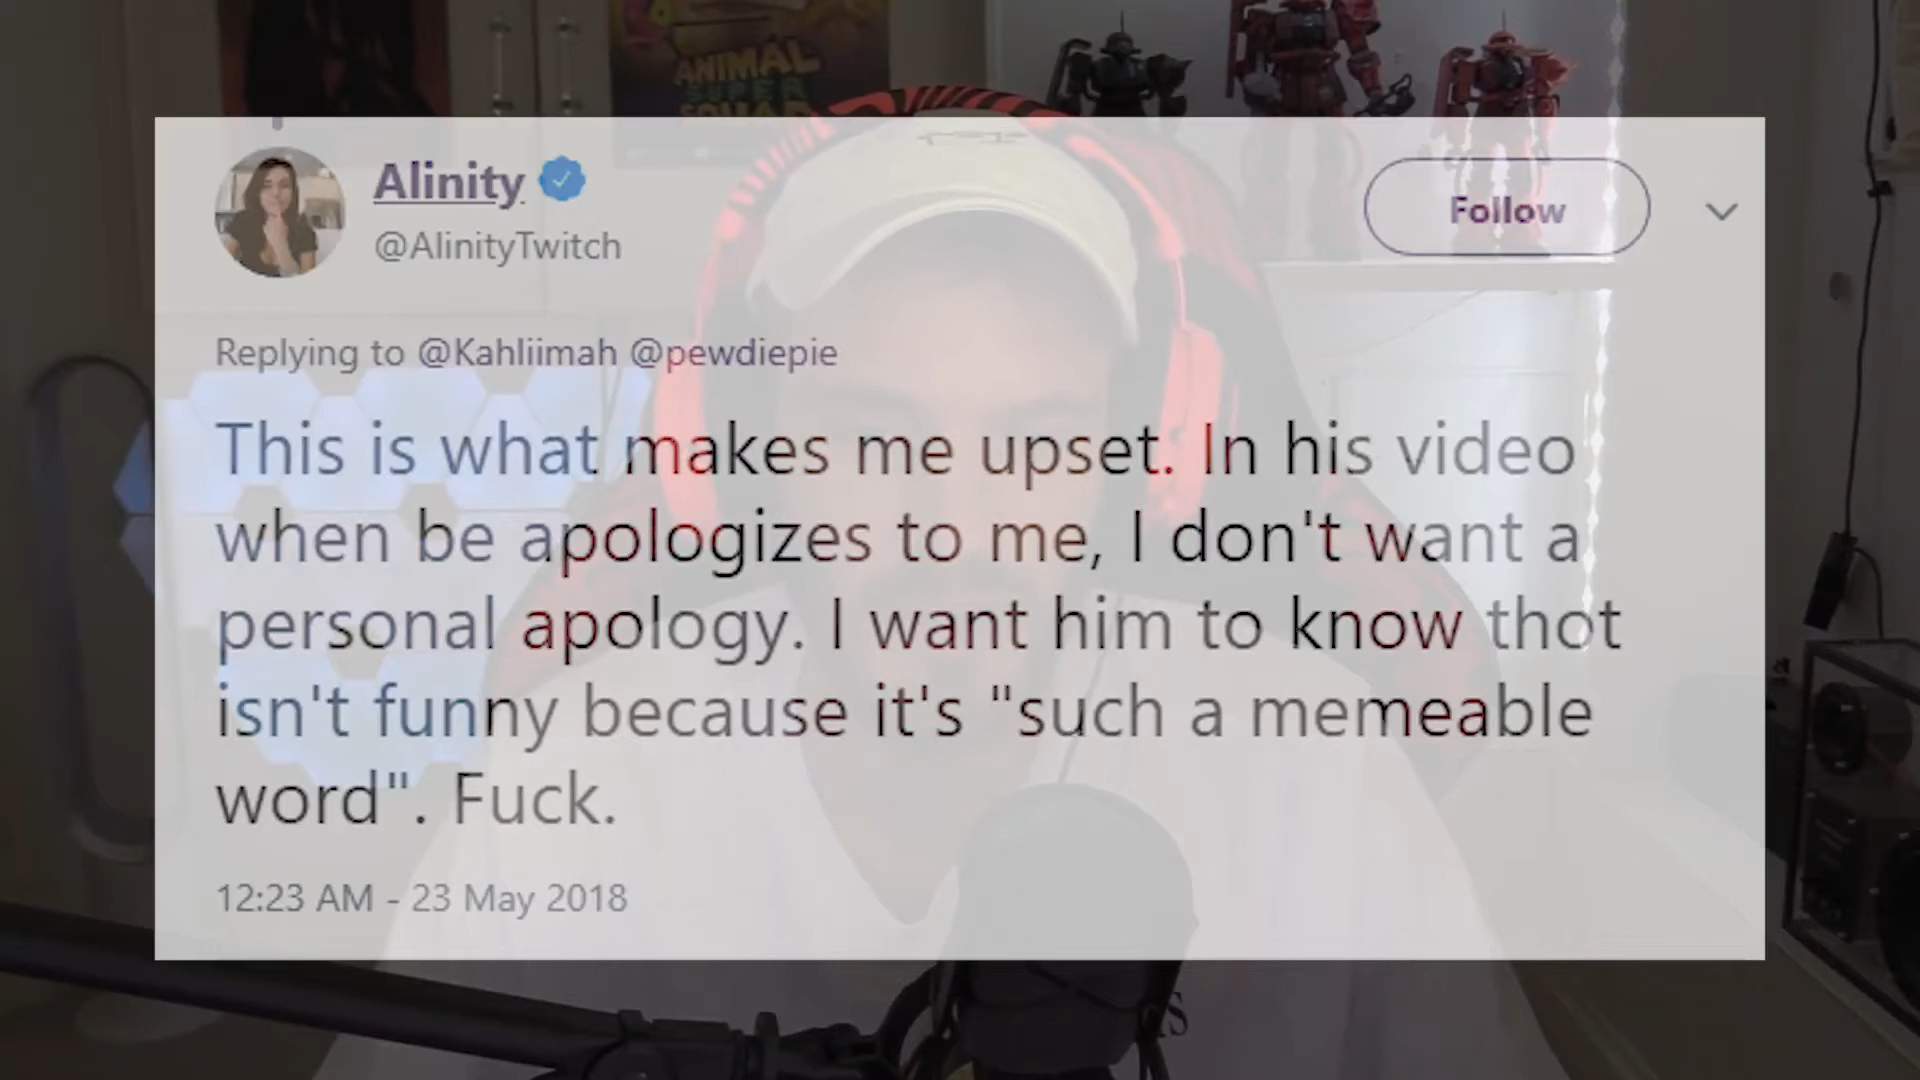 ANIMAL
SUPER
SQUAD
Alinity
@AlinityTwitch
Follow
Replying to @Kahliimah @pewdiepie
This is what makes me upset. In his video
when be apologizes to me, I don't want a
personal apology. I want him to know thot
isn't funny because it's "such a memeable
word". Fuck.
12:23 AM - 23 May 2018